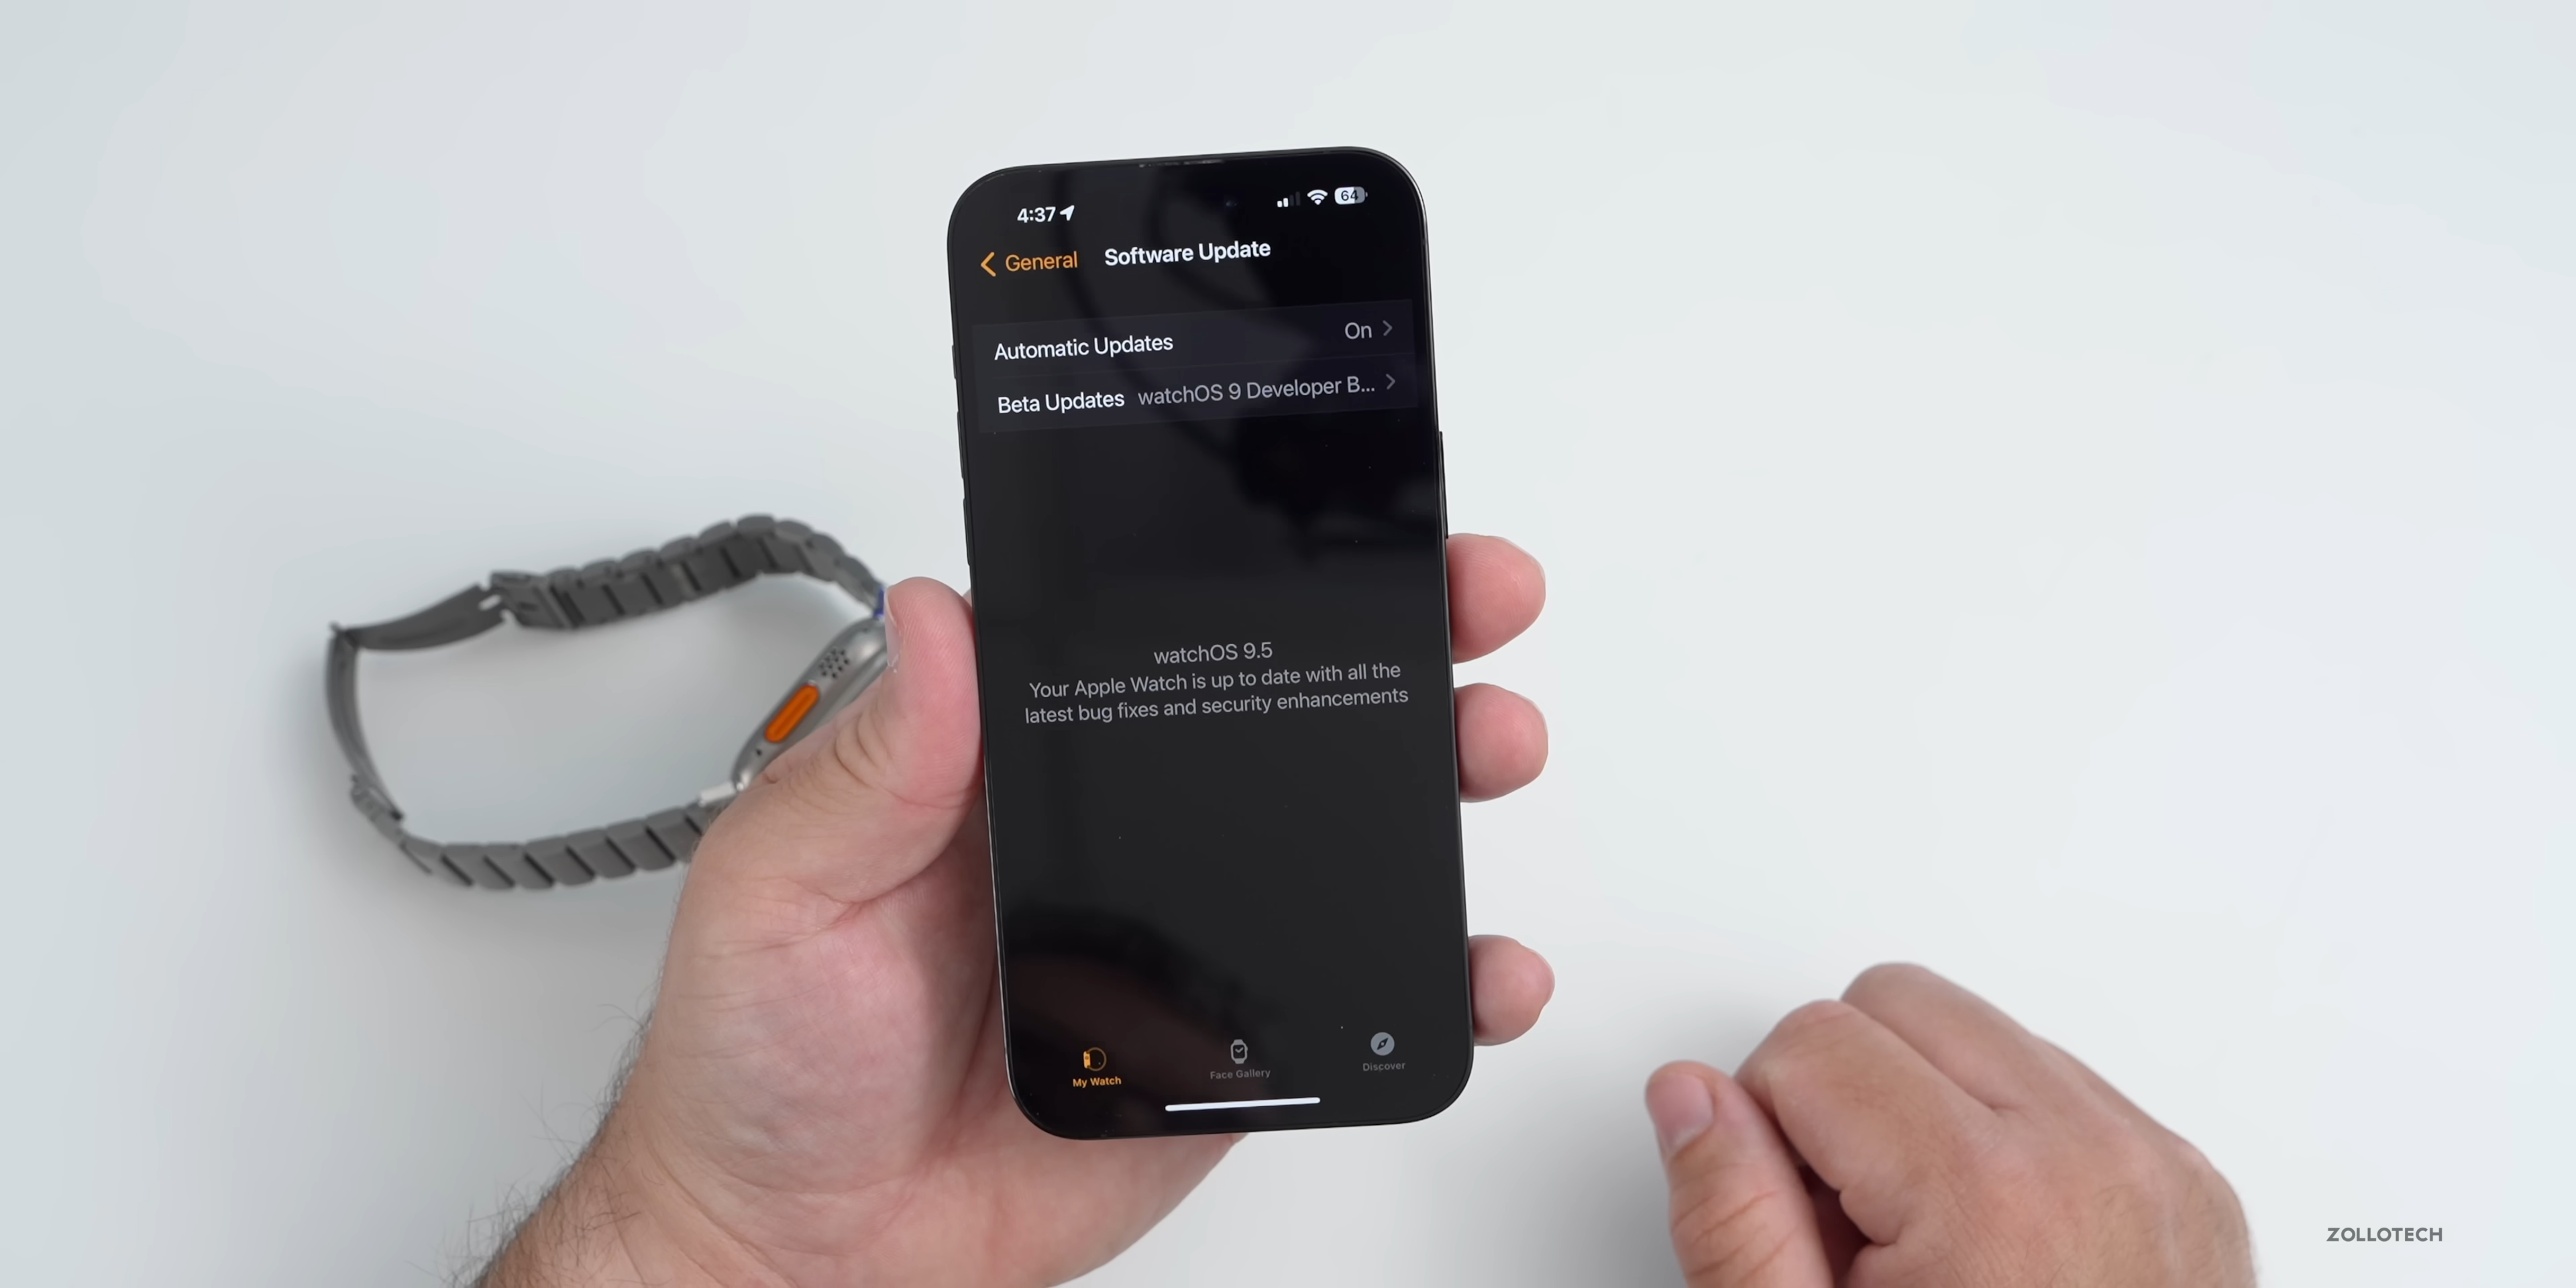 4:37
64
General
Software Update
Automatic Updates On
Beta Updates watchOS 9 Developer B...
watchOS 9.5
Your Apple Watch is up to date with all the
latest bug fixes and security enhancements
My Watch
Face Gallery
Discover
ZOLLOTECH